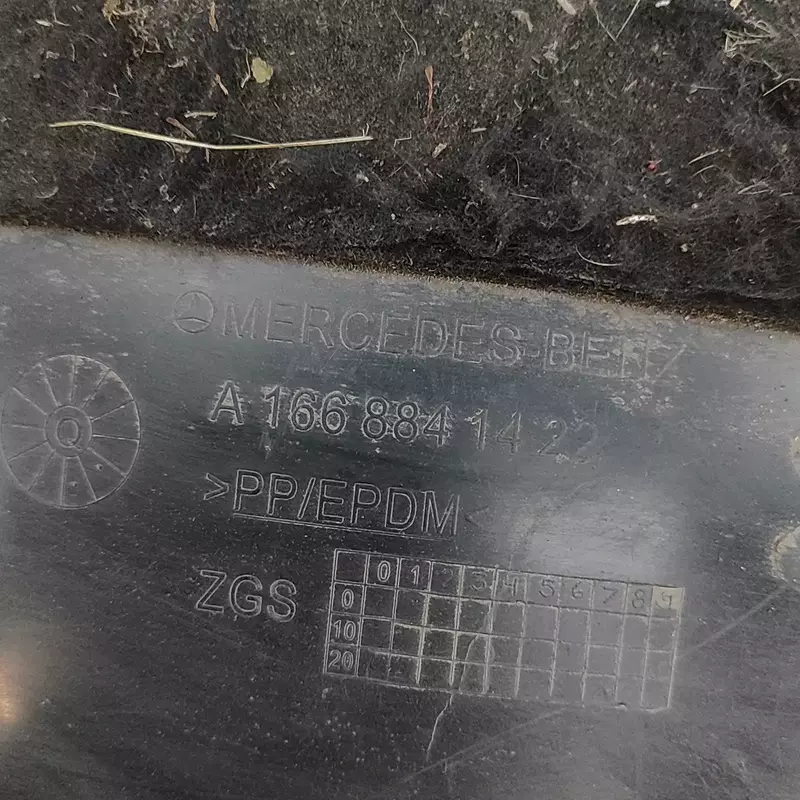 MERCEDES-BENZ
A 166 884 14 22
Q
>PP/EPDM<
ZGS
0 1 2 3 4 5 6 7 8 9
0
10
20